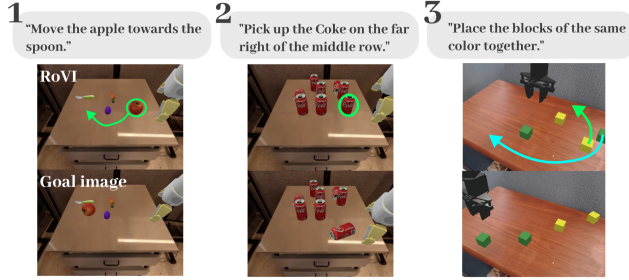 1
“Move the apple towards the
spoon.”
2
"Pick up the Coke on the far
right of the middle row."
3
"Place the blocks of the same
color together."
RoVI
Goal image